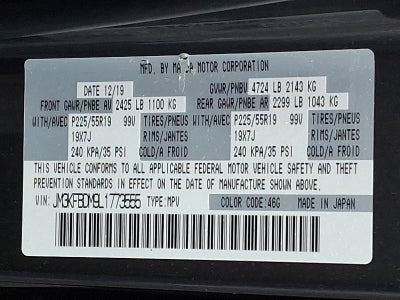 MFD. BY MAZDA MOTOR CORPORATION
DATE 12/19 GVWR/PNBV 4724 LB 2143 KG
FRONT GAWR/PNBE AV 2425 LB 1100 KG REAR GAWR/PNBE AR 2299 LB 1043 KG
WITH/AVEC P225/55R19 99V TIRES/PNEUS WITH/AVEC P225/55R19 99V TIRES/PNEUS
19X7J RIMS/JANTES 19X7J RIMS/JANTES
240 KPA/35 PSI COLD/A FROID 240 KPA/35 PSI COLD/A FROID
THIS VEHICLE CONFORMS TO ALL APPLICABLE FEDERAL MOTOR VEHICLE SAFETY AND THEFT
PREVENTION STANDARDS IN EFFECT ON THE DATE OF MANUFACTURE SHOWN ABOVE.
VIN: JM3KFBDM9L1773555 TYPE: MPV COLOR CODE: 46G MADE IN JAPAN